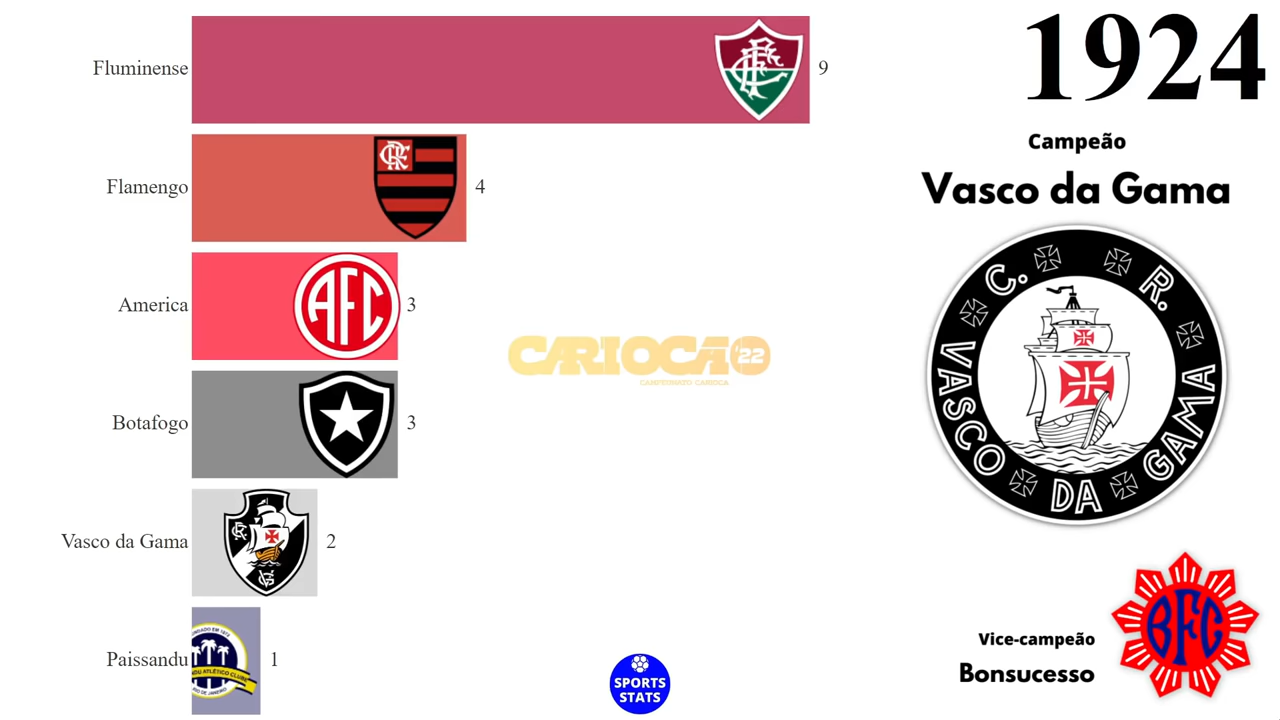 1924
Campeão
Vasco da Gama
C. R.
VASCO DA GAMA
Fluminense 9
Flamengo 4
America 3
AFC
Botafogo 3
Vasco da Gama 2
Paissandu 1
CARIOCÃO '22
CAMPEONATO CARIOCA
Vice-campeão
Bonsucesso
BFC
SPORTS
STATS